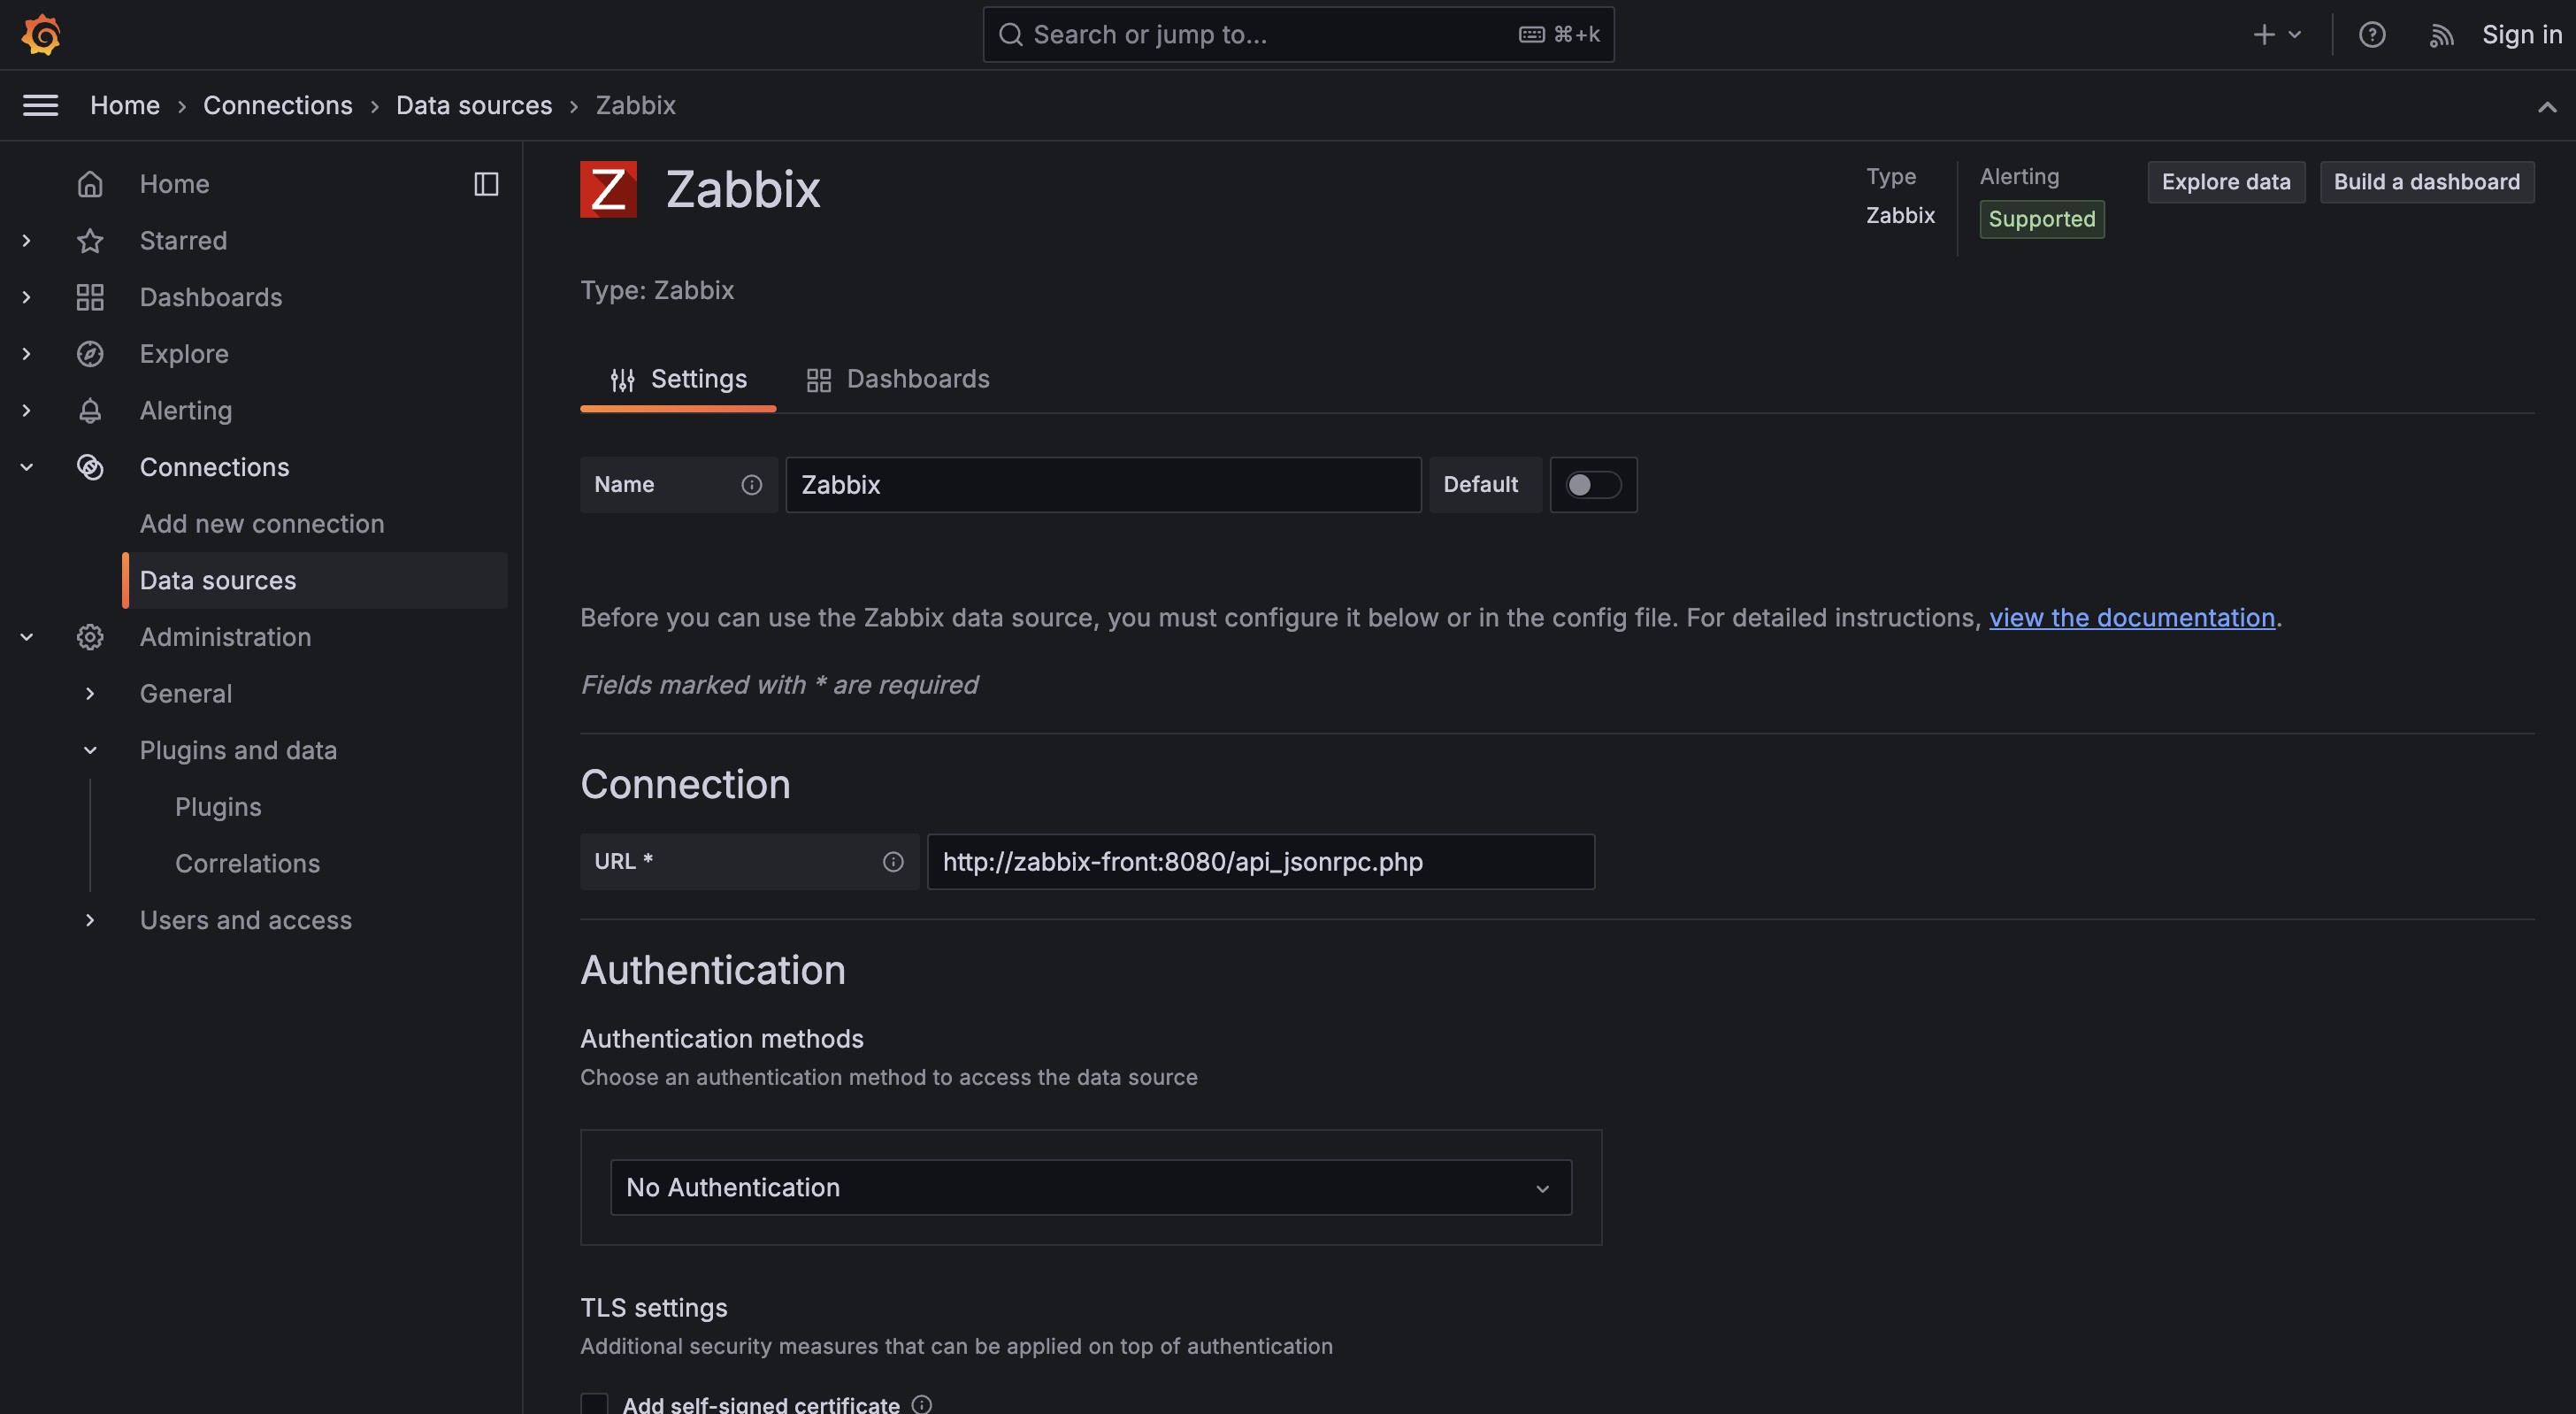 Search or jump to...
⌘+k
Sign in
Home
Connections
Data sources
Zabbix
Home
Starred
Dashboards
Explore
Alerting
Connections
Add new connection
Data sources
Administration
General
Plugins and data
Plugins
Correlations
Users and access
Z
Zabbix
Type
Zabbix
Alerting
Supported
Explore data
Build a dashboard
Type: Zabbix
Settings
Dashboards
Name
Zabbix
Default
Before you can use the Zabbix data source, you must configure it below or in the config file. For detailed instructions, view the documentation.
Fields marked with * are required
Connection
URL *
http://zabbix-front:8080/api_jsonrpc.php
Authentication
Authentication methods
Choose an authentication method to access the data source
No Authentication
TLS settings
Additional security measures that can be applied on top of authentication
Add self-signed certificate